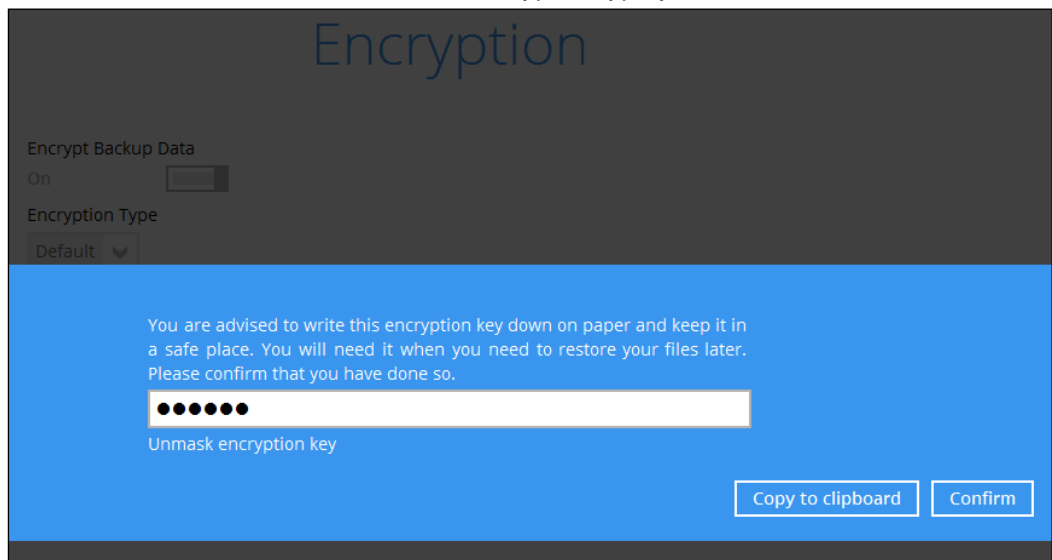 Encryption
Encrypt Backup Data
On
Encryption Type
Default
You are advised to write this encryption key down on paper and keep it in
a safe place. You will need it when you need to restore your files later.
Please confirm that you have done so.
●●●●●●
Unmask encryption key
Copy to clipboard
Confirm